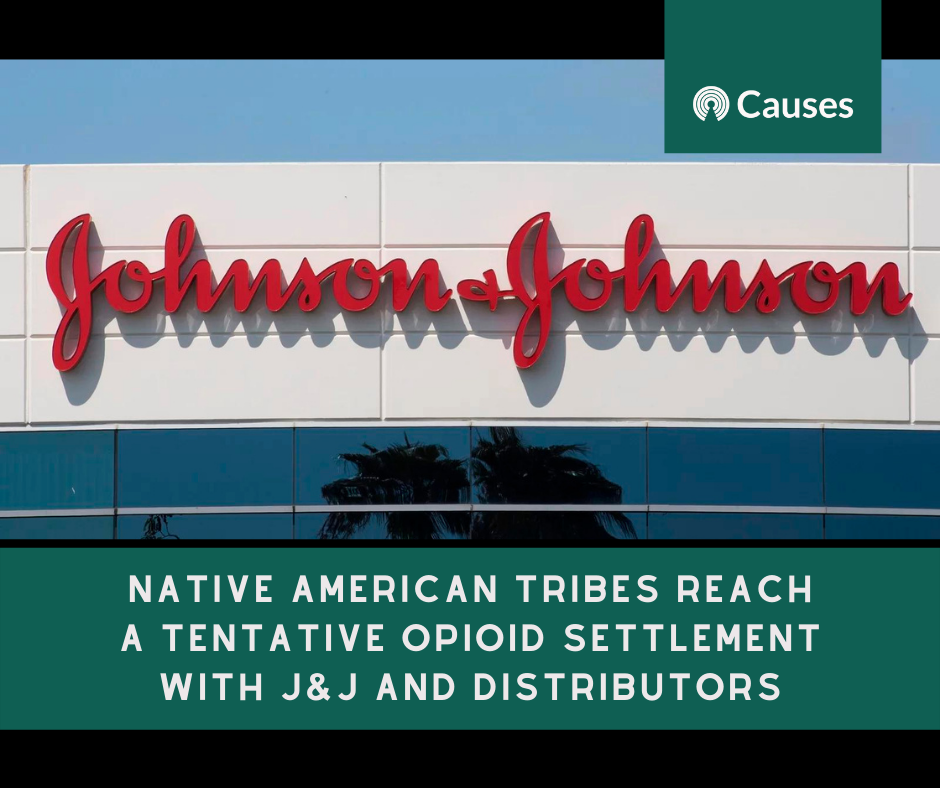 Causes
Johnson & Johnson
NATIVE AMERICAN TRIBES REACH
A TENTATIVE OPIOID SETTLEMENT
WITH J&J AND DISTRIBUTORS